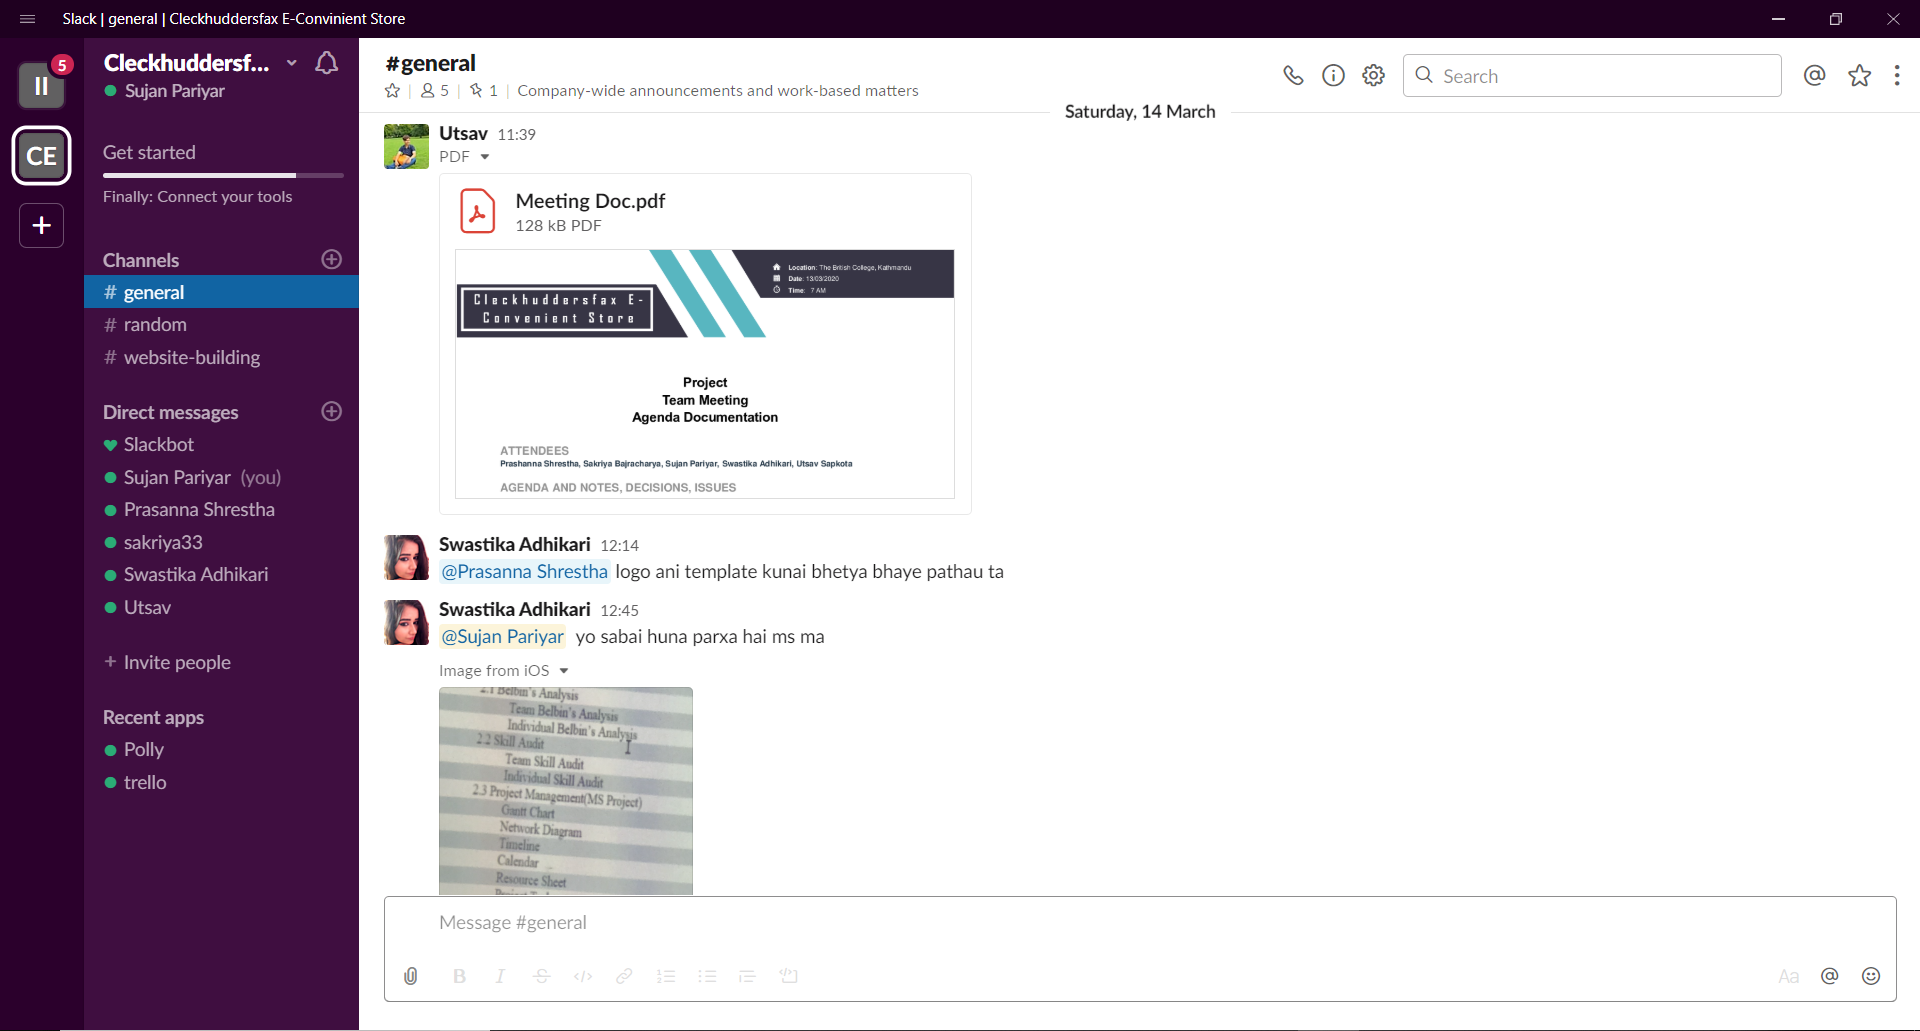 Slack | general | Cleckhuddersfax E-Convinient Store
5
Cleckhuddersf...
Sujan Pariyar
CE
+
Get started
Finally: Connect your tools
Channels
# general
# random
# website-building
Direct messages
Slackbot
Sujan Pariyar (you)
Prasanna Shrestha
sakriya33
Swastika Adhikari
Utsav
+ Invite people
Recent apps
Polly
trello
#general
5 | 1 | Company-wide announcements and work-based matters
Search
Saturday, 14 March
Utsav 11:39
PDF
Meeting Doc.pdf
128 kB PDF
Cleckhuddersfax E-
Convenient Store
Location: The British College, Kathmandu
Date: 13/03/2020
Time: 7 AM
Project
Team Meeting
Agenda Documentation
ATTENDEES
Prashanna Shrestha, Sakriya Bajracharya, Sujan Pariyar, Swastika Adhikari, Utsav Sapkota
AGENDA AND NOTES, DECISIONS, ISSUES
Swastika Adhikari 12:14
@Prasanna Shrestha logo ani template kunai bhetya bhaye pathau ta
Swastika Adhikari 12:45
@Sujan Pariyar yo sabai huna parxa hai ms ma
Image from iOS
2.1 Belbin's Analysis
Team Belbin's Analysis
Individual Belbin's Analysis
2.2 Skill Audit
Team Skill Audit
Individual Skill Audit
2.3 Project Management(MS Project)
Gantt Chart
Network Diagram
Timeline
Calendar
Resource Sheet
Message #general
B I S
Aa @